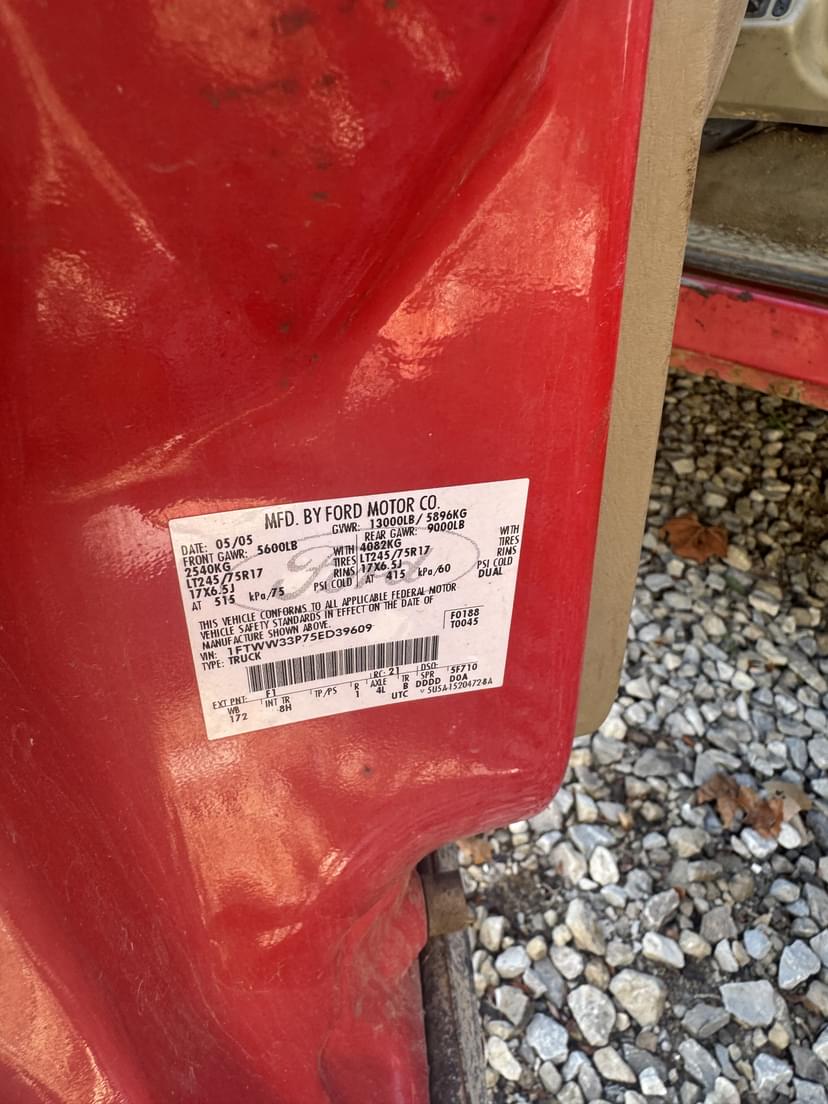 MFD. BY FORD MOTOR CO.
DATE: 05/05 GVWR: 13000LB/ 5896KG
FRONT GAWR: 5600LB REAR GAWR: 9000LB
2540KG WITH 4082KG WITH
LT245/75R17 TIRES LT245/75R17 TIRES
17X6.5J RIMS 17X6.5J RIMS
AT 515 kPa/75 PSI COLD AT 415 kPa/60 PSI COLD
DUAL
Ford
THIS VEHICLE CONFORMS TO ALL APPLICABLE FEDERAL MOTOR
VEHICLE SAFETY STANDARDS IN EFFECT ON THE DATE OF
MANUFACTURE SHOWN ABOVE.
F0188
T0045
VIN: 1FTWW33P75ED39609
TYPE: TRUCK
RC: 21 DSO:
EXT PNT: F1 5F710
WB INT TR TP/PS R AXLE TR SPR
172 8H 1 4L B DDDD D0A
UTC 5U5A-1520472-BA